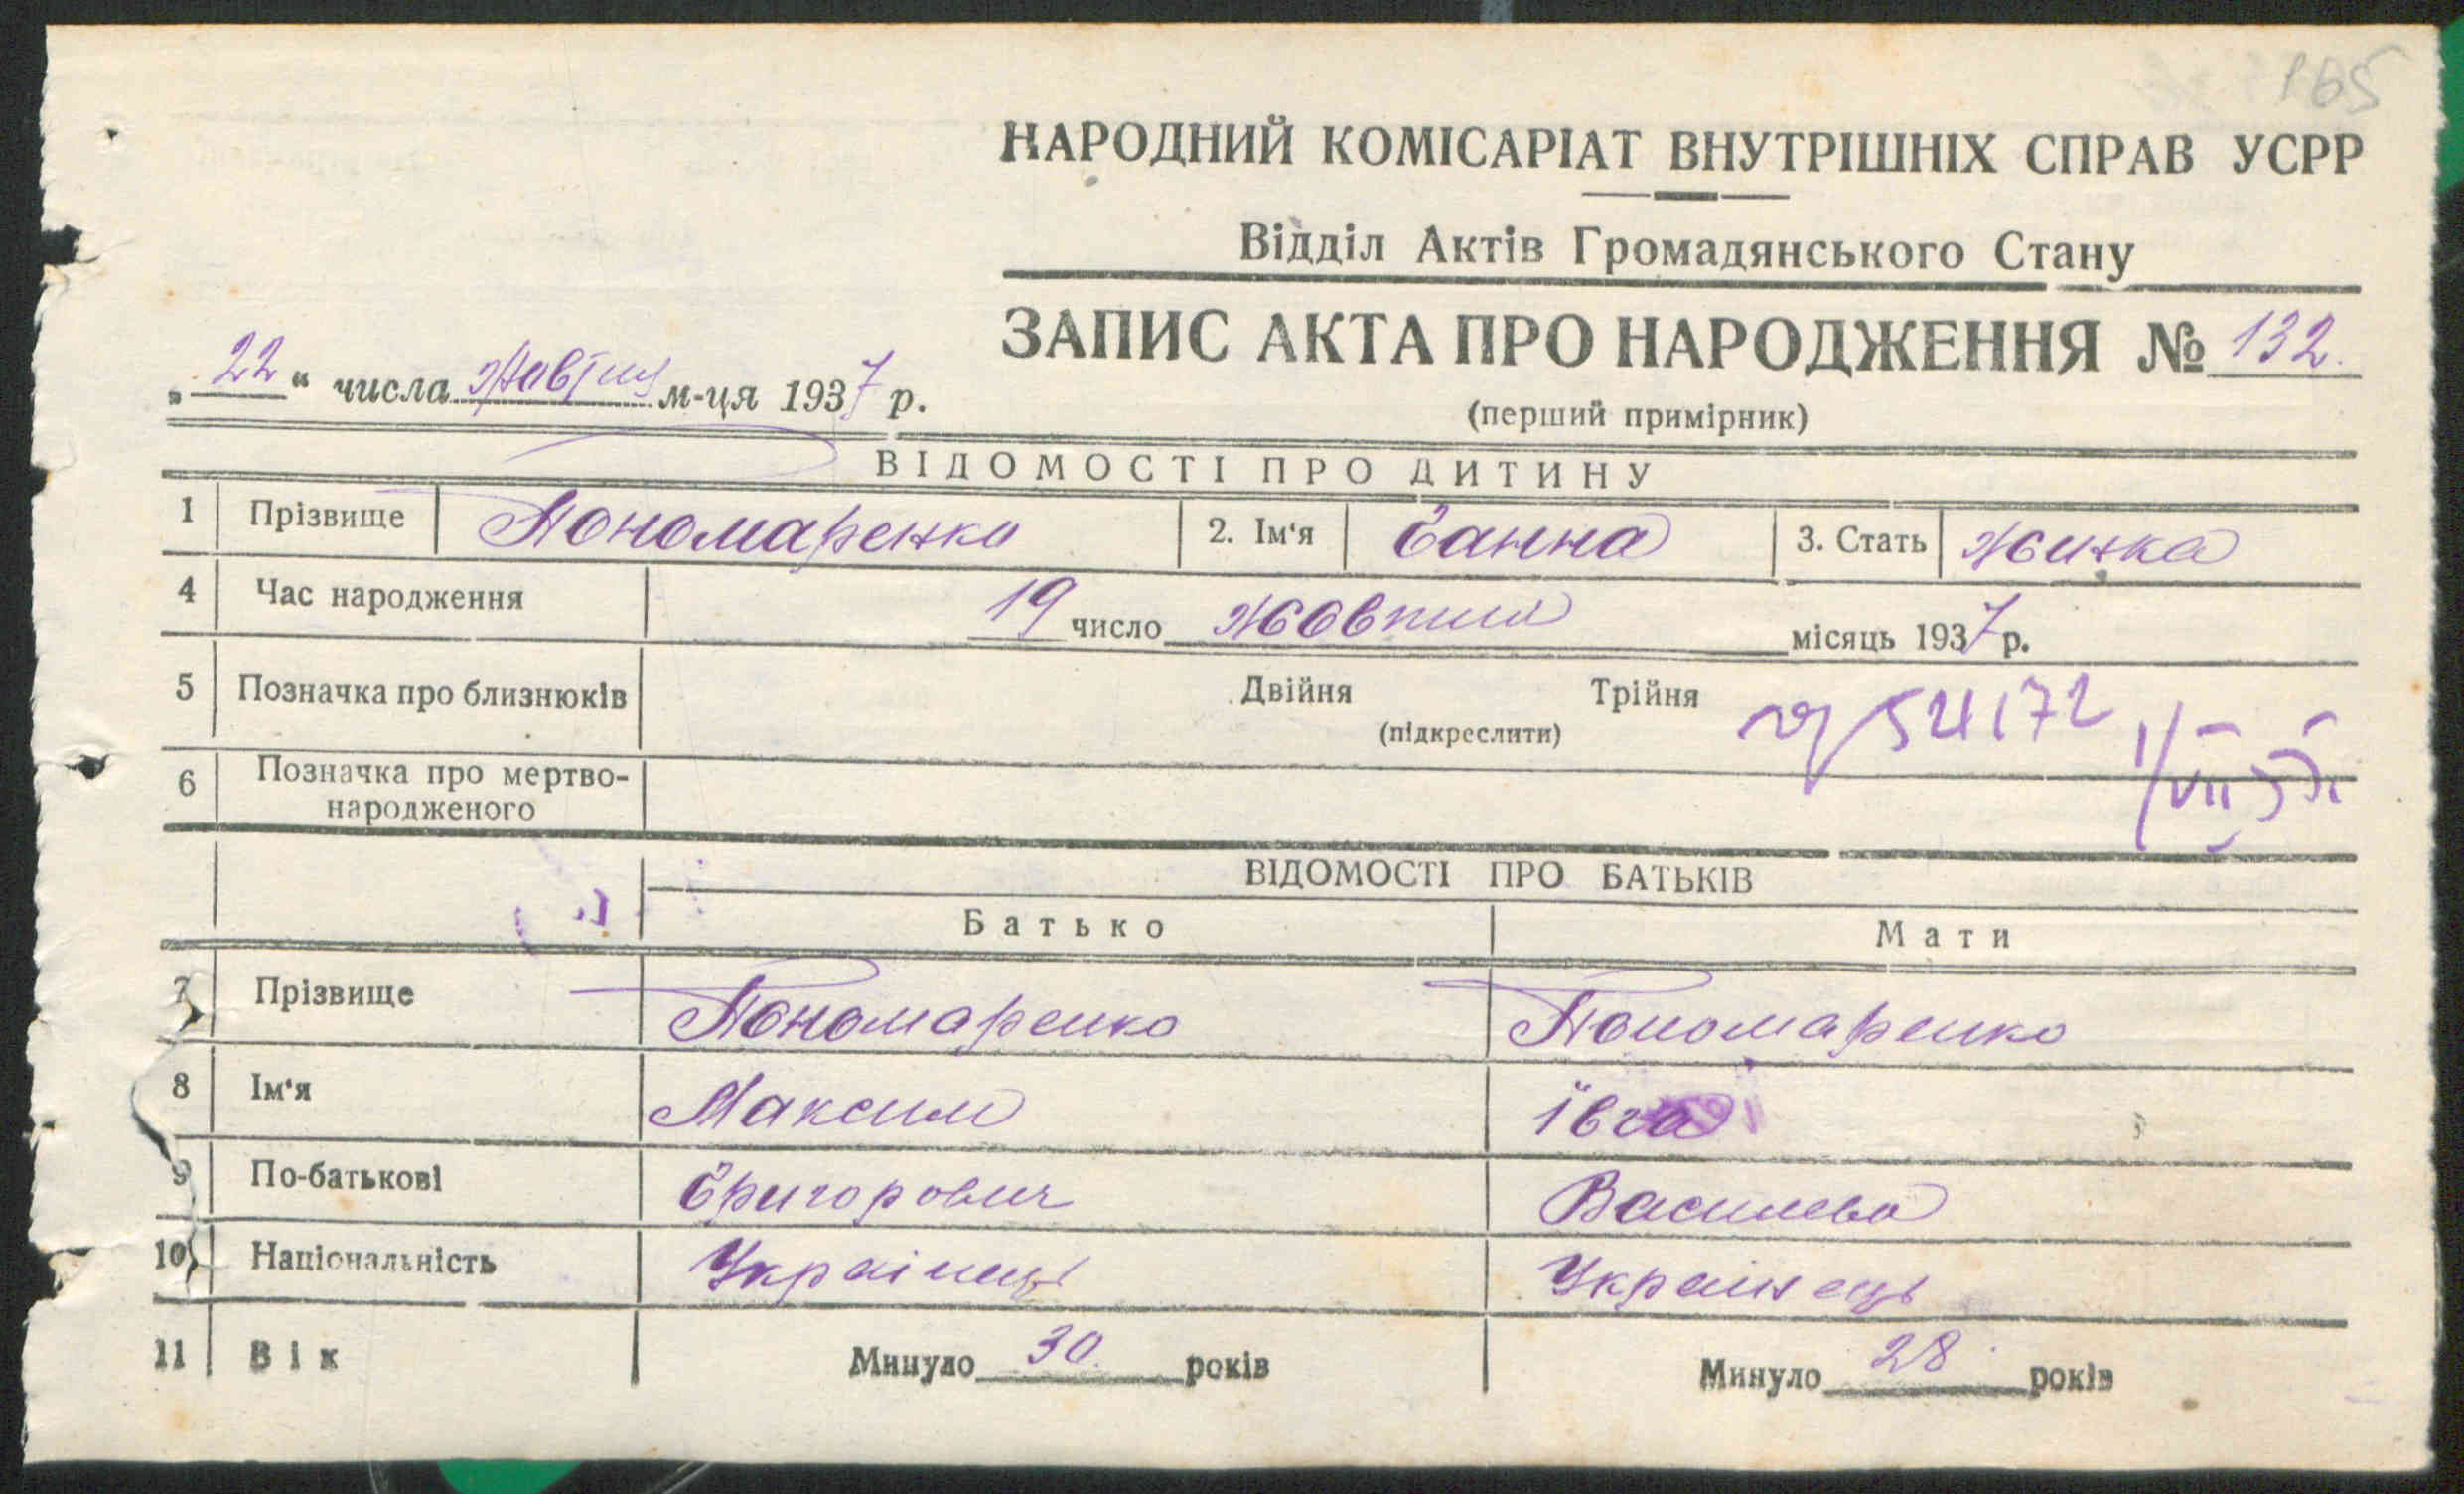 165
НАРОДНИЙ КОМІСАРІАТ ВНУТРІШНІХ СПРАВ УСРР
Відділ Актів Громадянського Стану
ЗАПИС АКТА ПРО НАРОДЖЕННЯ № 132.
„22“ числа жовтня м-ця 1937 р.
(перший примірник)
ВІДОМОСТІ ПРО ДИТИНУ
1 Прізвище Пономаренко 2. Ім‘я Ганна 3. Стать жінка
4 Час народження 19 число жовтня місяць 1937 р.
5 Позначка про близнюків Двійня Трійня
(підкреслити)
6 Позначка про мертво-
народженого
ВІДОМОСТІ ПРО БАТЬКІВ
Батько Мати
7 Прізвище Пономаренко Пономаренко
8 Ім‘я Максим Івга
9 По-батькові Григорович Василева
10 Національність Українець Українець
11 Вік Минуло 30. років Минуло 28 років